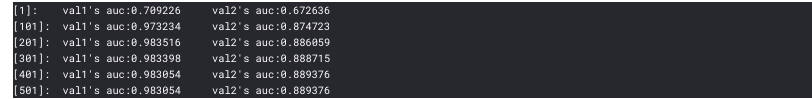 [1]: val1's auc:0.709226 val2's auc:0.672636
[101]: val1's auc:0.973234 val2's auc:0.874723
[201]: val1's auc:0.983516 val2's auc:0.886059
[301]: val1's auc:0.983398 val2's auc:0.888715
[401]: val1's auc:0.983054 val2's auc:0.889376
[501]: val1's auc:0.983054 val2's auc:0.889376